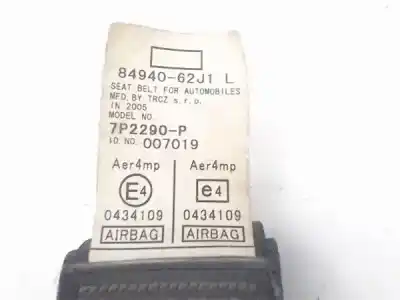 84940-62J1 L
SEAT BELT FOR AUTOMOBILES
MFD. BY TRCZ s.r.o.
IN 2005
MODEL NO.
7P2290-P
I.D. NO. 007019
Aer4mp Aer4mp
E4 e4
0434109 0434109
AIRBAG AIRBAG